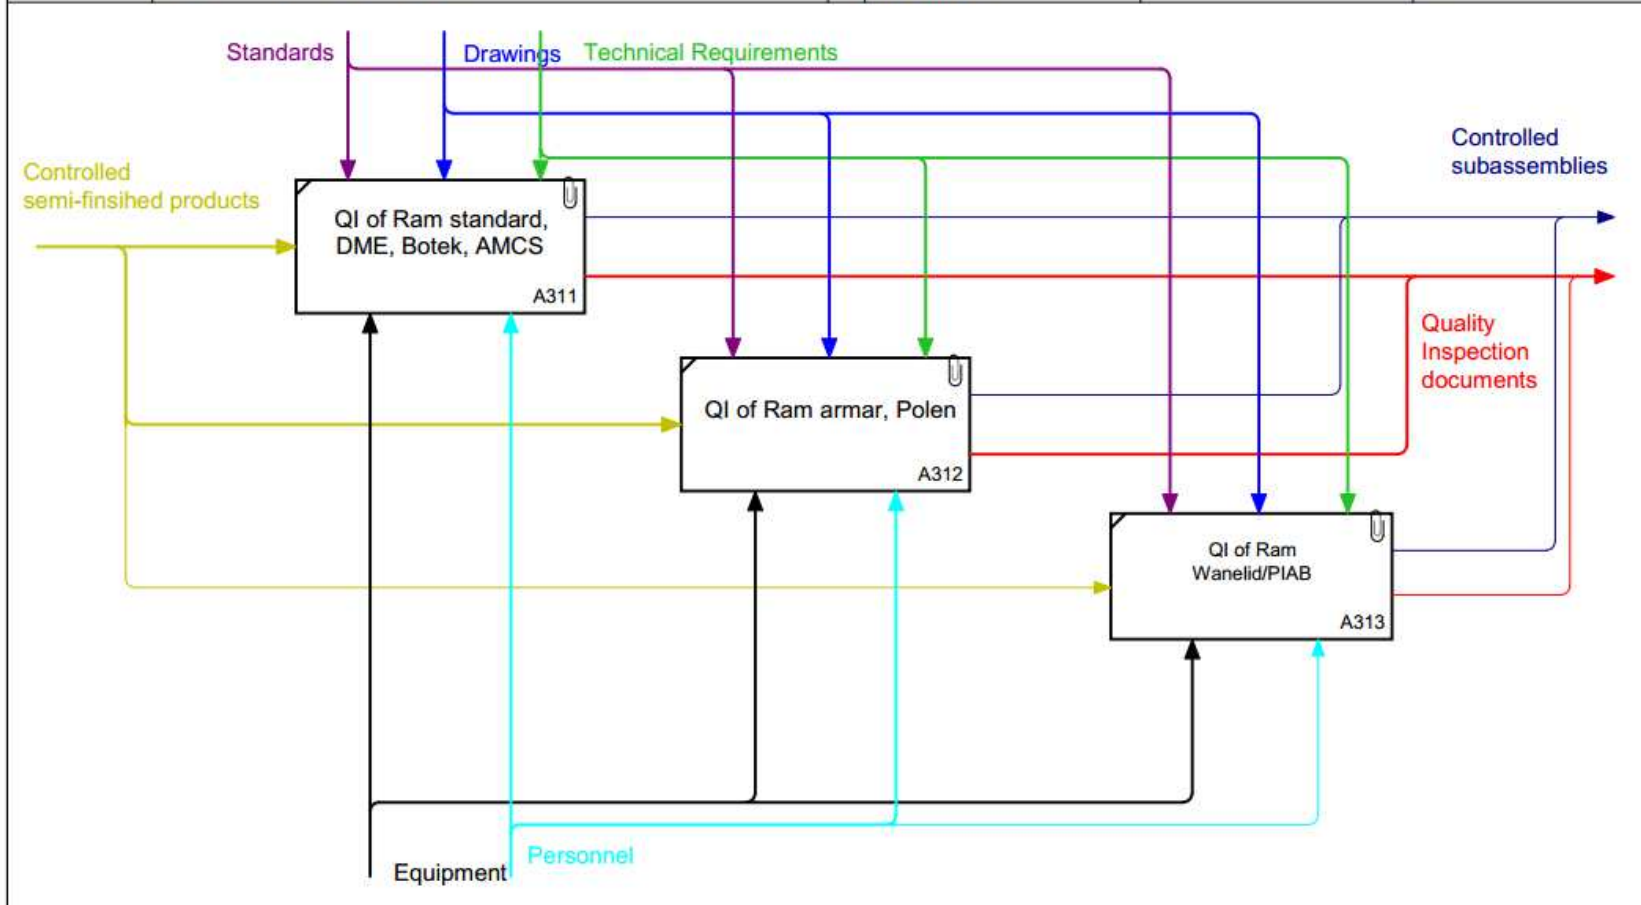 Standards
Drawings
Technical Requirements
Controlled
subassemblies
Controlled
semi-finsihed products
QI of Ram standard,
DME, Botek, AMCS
A311
Quality
Inspection
documents
QI of Ram armar, Polen
A312
QI of Ram
Wanelid/PIAB
A313
Personnel
Equipment